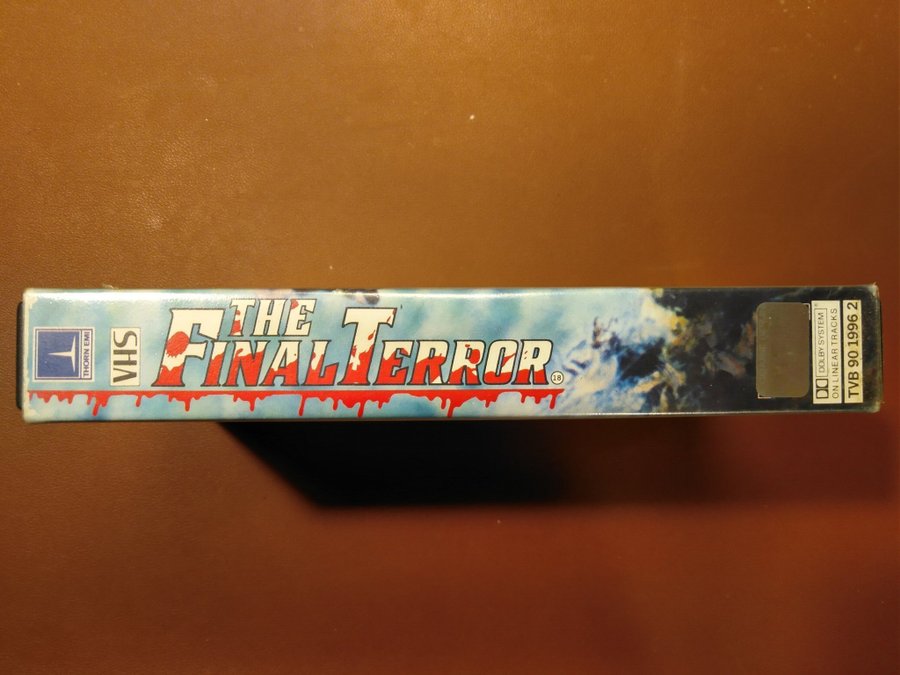 THORN EMI
VHS
THE
FINAL TERROR
18
DOLBY SYSTEM
ON LINEAR TRACKS
TVB 90 1996 2